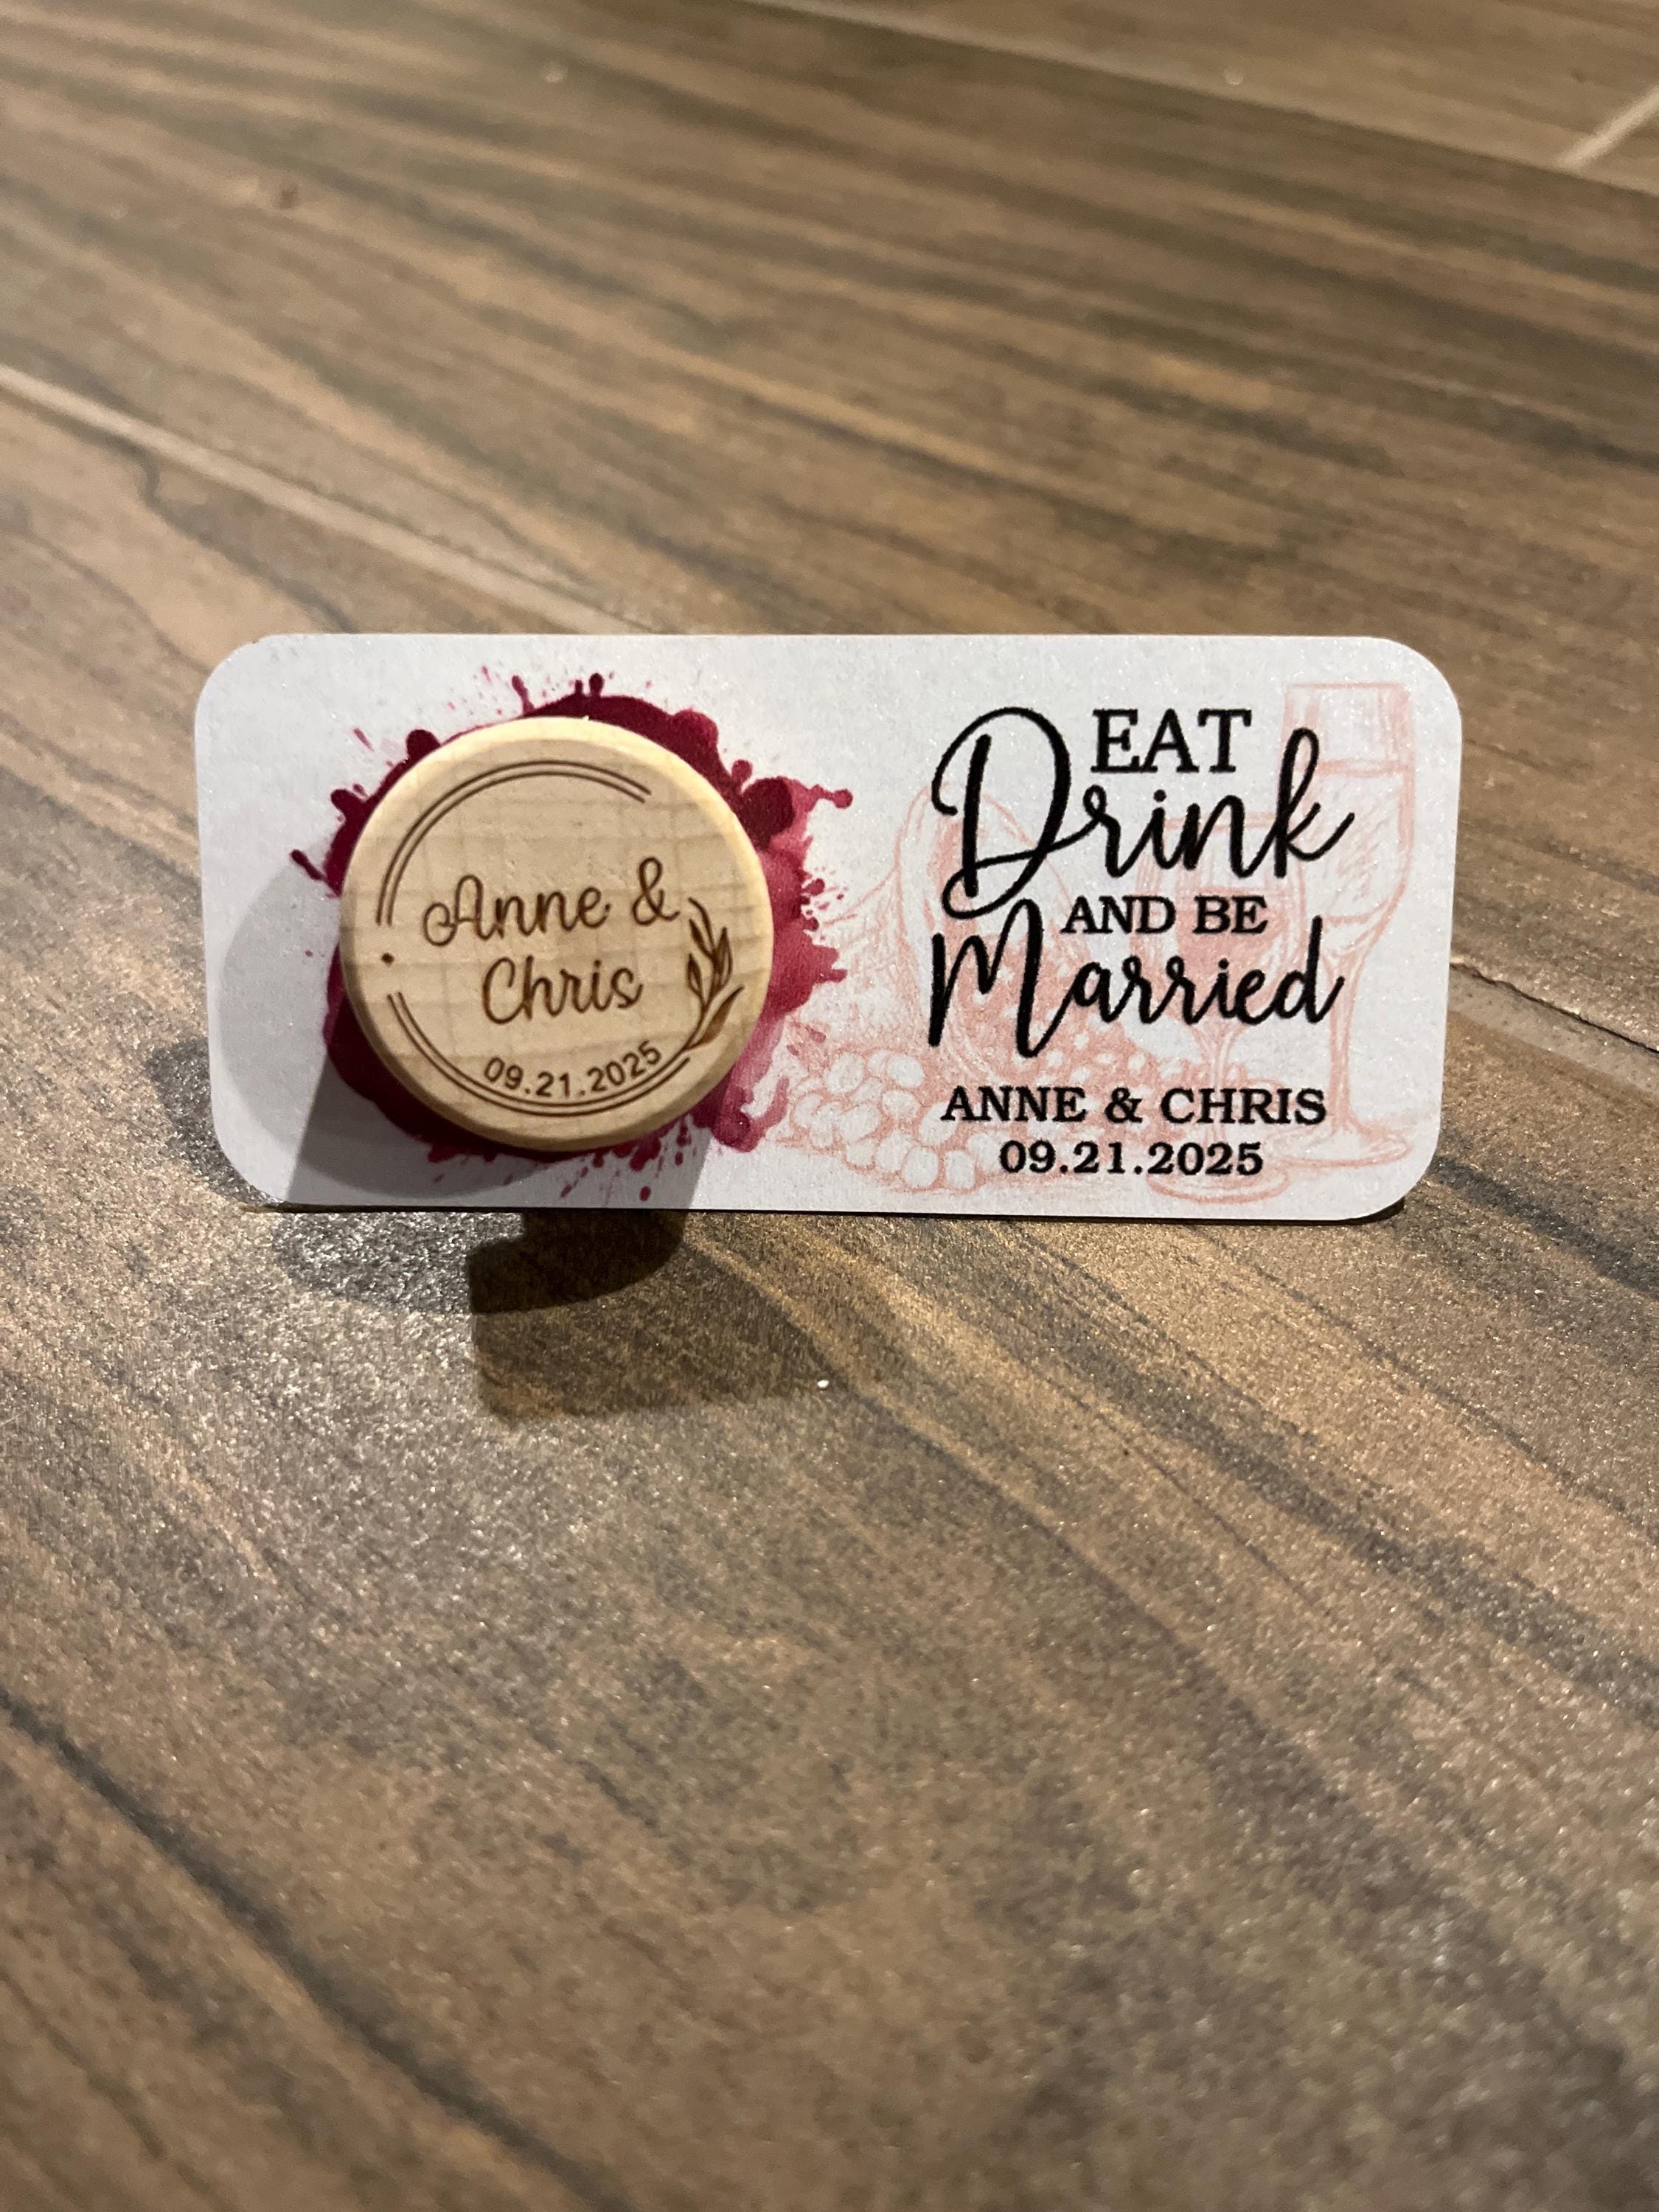 Anne &
Chris
09.21.2025
EAT
Drink
AND BE
Married
ANNE & CHRIS
09.21.2025